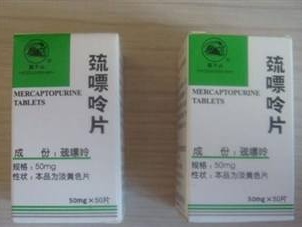 MERCAPTOPURINE
TABLETS
巯嘌呤片
成 份：巯嘌呤
规格：50mg
性状：本品为淡黄色片
50mg×50片
MERCAPTOPURINE
TABLETS
巯嘌呤片
成 份：巯嘌呤
规格：50mg
性状：本品为淡黄色片
50mg×50片